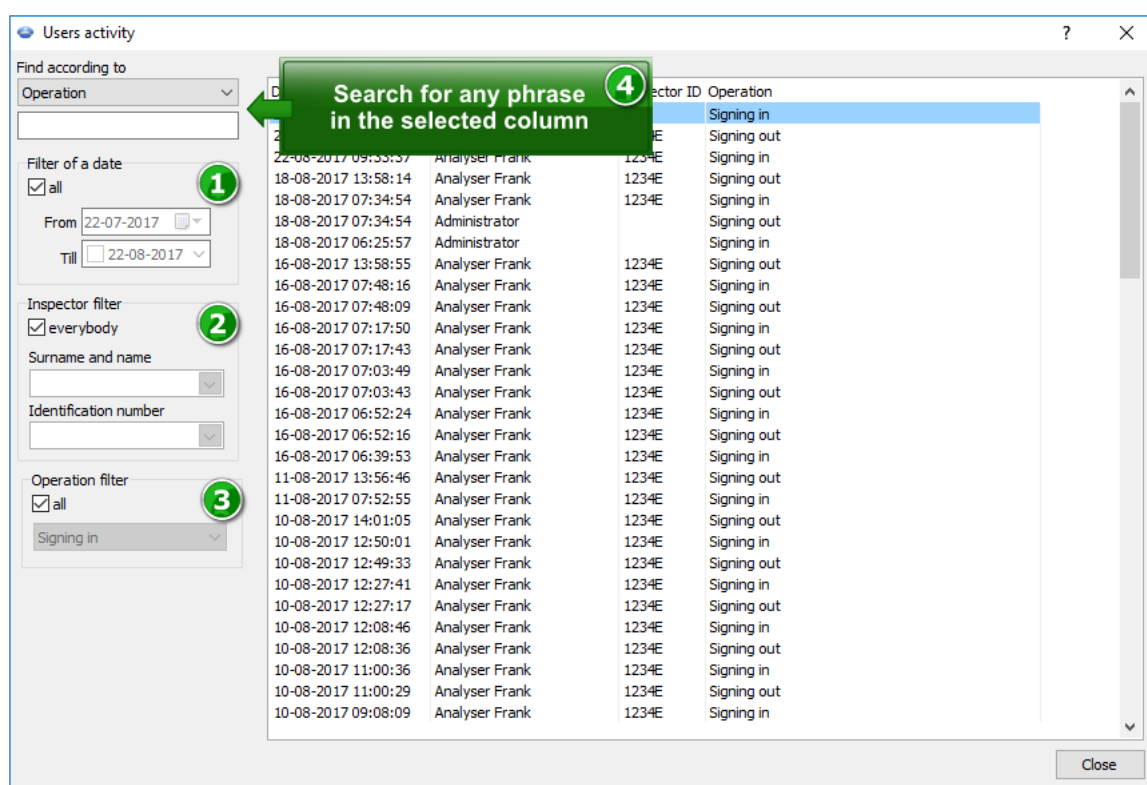 Users activity
?
Find according to
Operation
Search for any phrase
in the selected column
4
ector ID Operation
Signing in
Signing out
22-08-2017 09:33:37 Analyser Frank 1234E Signing in
Filter of a date
1
all
From 22-07-2017
Till 22-08-2017
Inspector filter
2
everybody
Surname and name
Identification number
Operation filter
3
all
Signing in
18-08-2017 13:58:14 Analyser Frank 1234E Signing out
18-08-2017 07:34:54 Analyser Frank 1234E Signing in
18-08-2017 07:34:54 Administrator Signing out
18-08-2017 06:25:57 Administrator Signing in
16-08-2017 13:58:55 Analyser Frank 1234E Signing out
16-08-2017 07:48:16 Analyser Frank 1234E Signing in
16-08-2017 07:48:09 Analyser Frank 1234E Signing out
16-08-2017 07:17:50 Analyser Frank 1234E Signing in
16-08-2017 07:17:43 Analyser Frank 1234E Signing out
16-08-2017 07:03:49 Analyser Frank 1234E Signing in
16-08-2017 07:03:43 Analyser Frank 1234E Signing out
16-08-2017 06:52:24 Analyser Frank 1234E Signing in
16-08-2017 06:52:16 Analyser Frank 1234E Signing out
16-08-2017 06:39:53 Analyser Frank 1234E Signing in
11-08-2017 13:56:46 Analyser Frank 1234E Signing out
11-08-2017 07:52:55 Analyser Frank 1234E Signing in
10-08-2017 14:01:05 Analyser Frank 1234E Signing out
10-08-2017 12:50:01 Analyser Frank 1234E Signing in
10-08-2017 12:49:33 Analyser Frank 1234E Signing out
10-08-2017 12:27:41 Analyser Frank 1234E Signing in
10-08-2017 12:27:17 Analyser Frank 1234E Signing out
10-08-2017 12:08:46 Analyser Frank 1234E Signing in
10-08-2017 12:08:36 Analyser Frank 1234E Signing out
10-08-2017 11:00:36 Analyser Frank 1234E Signing in
10-08-2017 11:00:29 Analyser Frank 1234E Signing out
10-08-2017 09:08:09 Analyser Frank 1234E Signing in
Close